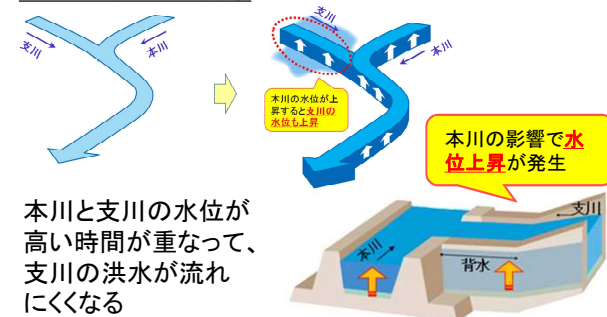 支川
本川
支川
本川
本川の水位が上
昇すると支川の
水位も上昇
本川の影響で水
位上昇が発生
本川と支川の水位が
高い時間が重なって、
支川の洪水が流れ
にくくなる
支川
本川
背水